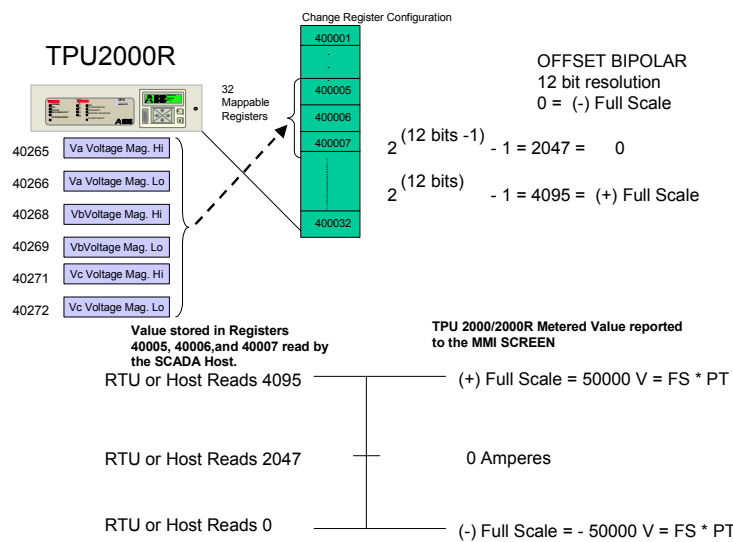 Change Register Configuration
TPU2000R
400001
400005
400006
400007
400032
32
Mappable
Registers
OFFSET BIPOLAR
12 bit resolution
0 = (-) Full Scale
2 (12 bits -1) - 1 = 2047 = 0
2 (12 bits) - 1 = 4095 = (+) Full Scale
ABB
40265 Va Voltage Mag. Hi
40266 Va Voltage Mag. Lo
40268 VbVoltage Mag. Hi
40269 VbVoltage Mag. Lo
40271 Vc Voltage Mag. Hi
40272 Vc Voltage Mag. Lo
Value stored in Registers
40005, 40006,and 40007 read by
the SCADA Host.
TPU 2000/2000R Metered Value reported
to the MMI SCREEN
RTU or Host Reads 4095
(+) Full Scale = 50000 V = FS * PT
RTU or Host Reads 2047
0 Amperes
RTU or Host Reads 0
(-) Full Scale = - 50000 V = FS * PT